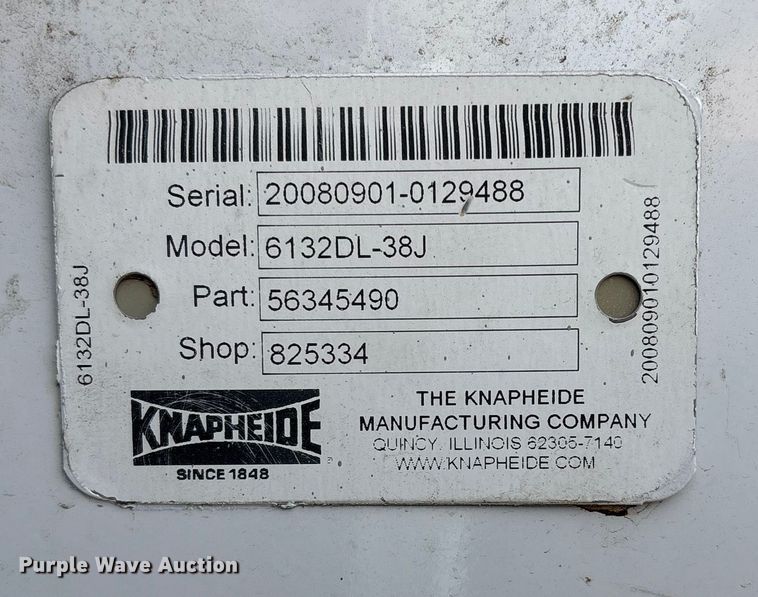 Serial: 20080901-0129488
Model: 6132DL-38J
Part: 56345490
Shop: 825334
6132DL-38J
200809010129488
KNAPHEIDE
SINCE 1848
THE KNAPHEIDE
MANUFACTURING COMPANY
QUINCY, ILLINOIS 62305-7140
WWW.KNAPHEIDE.COM
Purple Wave Auction